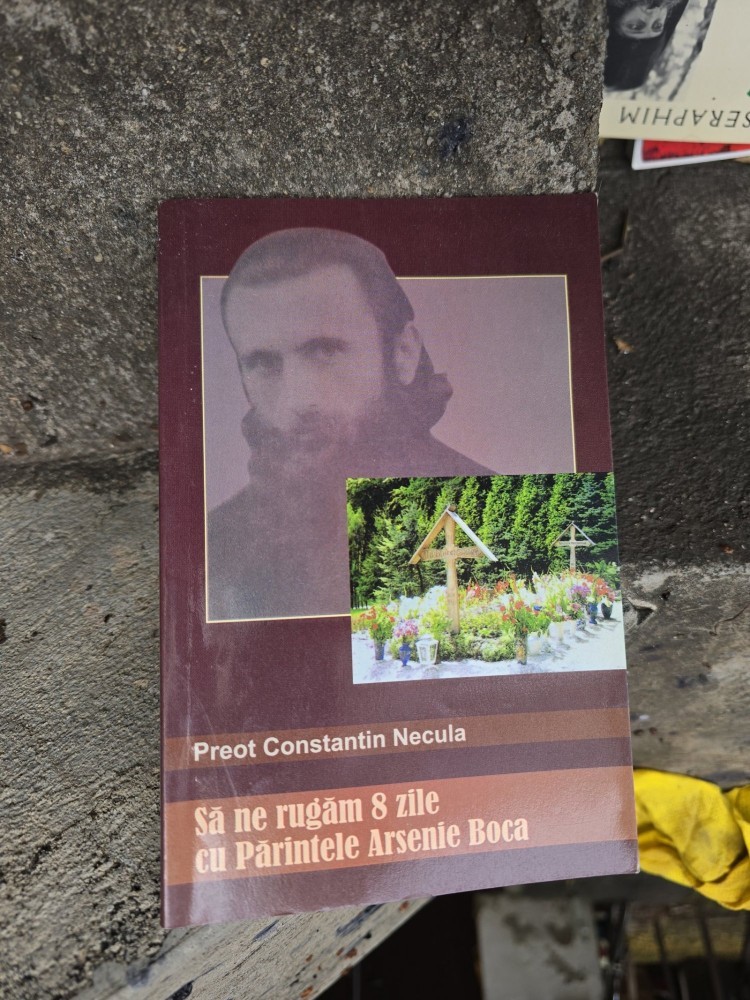 SERAPHIM
Preot Constantin Necula
Să ne rugăm 8 zile
cu Părintele Arsenie Boca